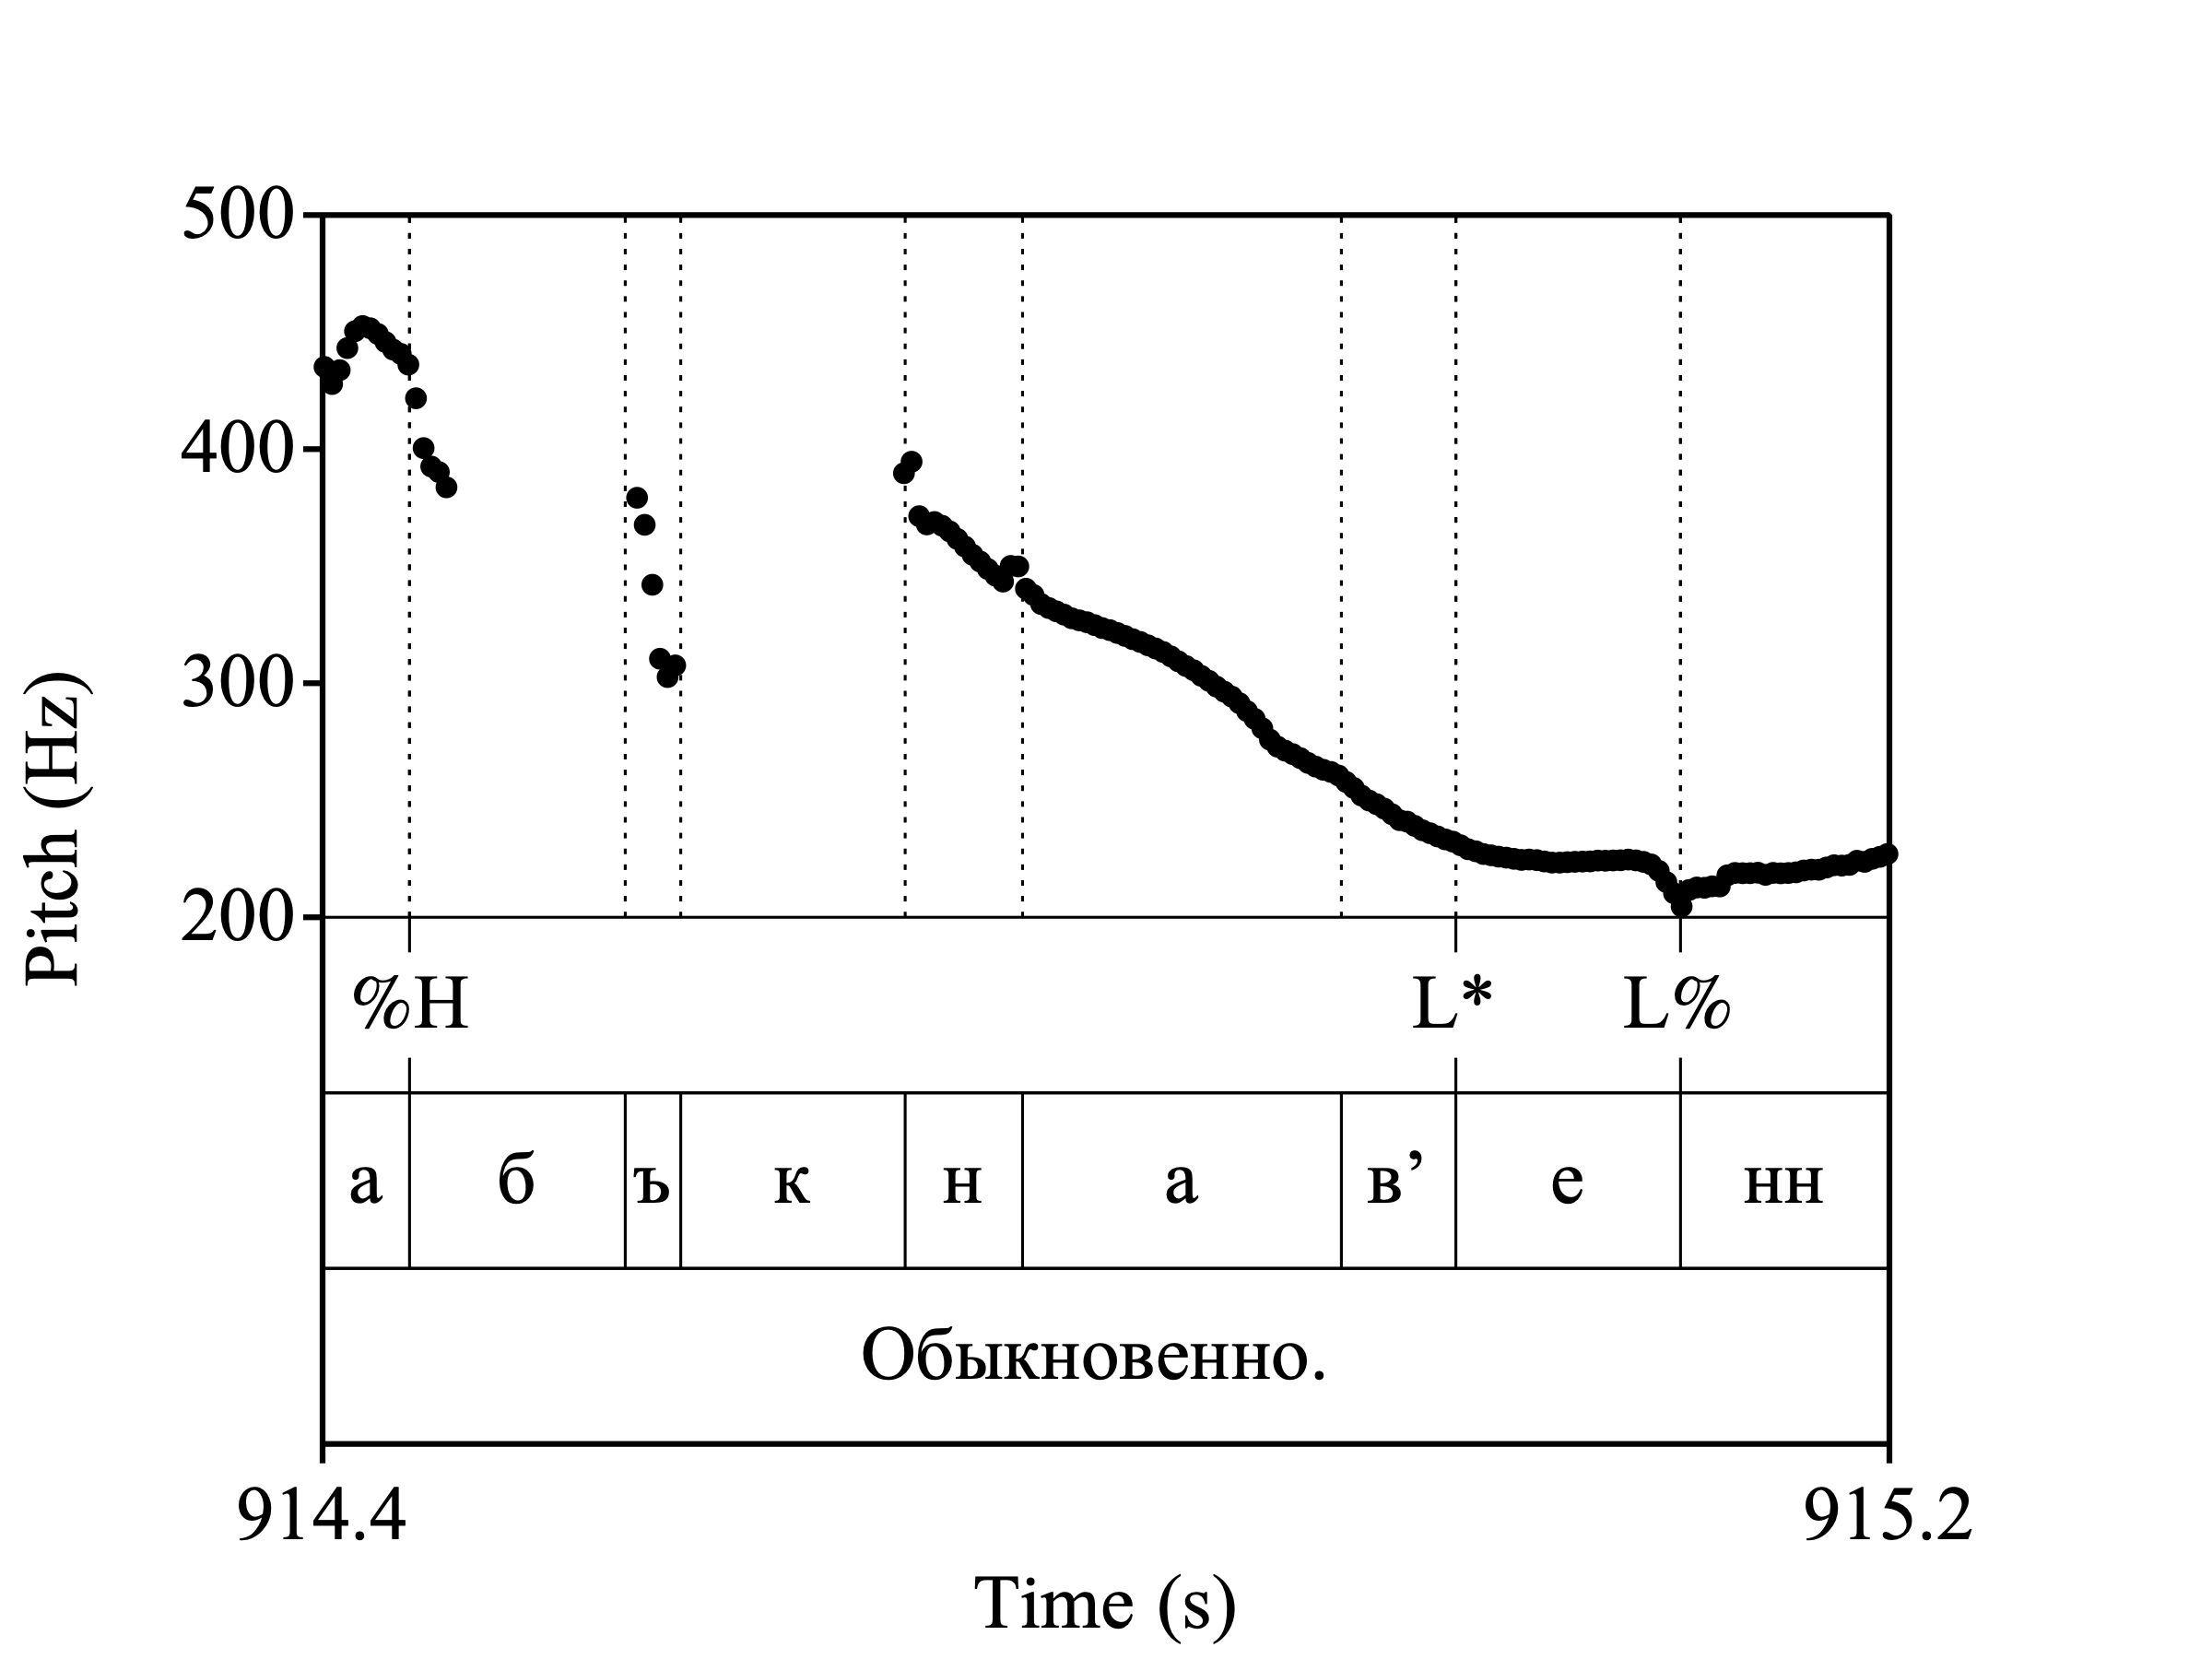 500
400
300
200
Pitch (Hz)
%H L* L%
а б ъ к н а в’ е нн
Обыкновенно.
914.4 915.2
Time (s)